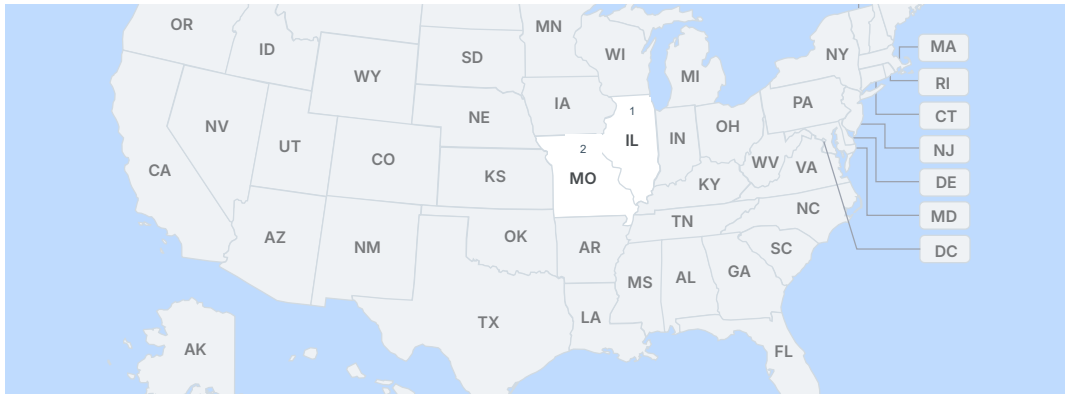 OR
MN
MA
ID
SD
WI
NY
WY
MI
RI
IA
PA
1
NE
CT
NV
OH
IL
IN
UT
2
NJ
CO
WV
VA
CA
KS
MO
KY
DE
NC
MD
TN
AZ
OK
NM
AR
SC
DC
GA
MS
AL
LA
TX
AK
FL